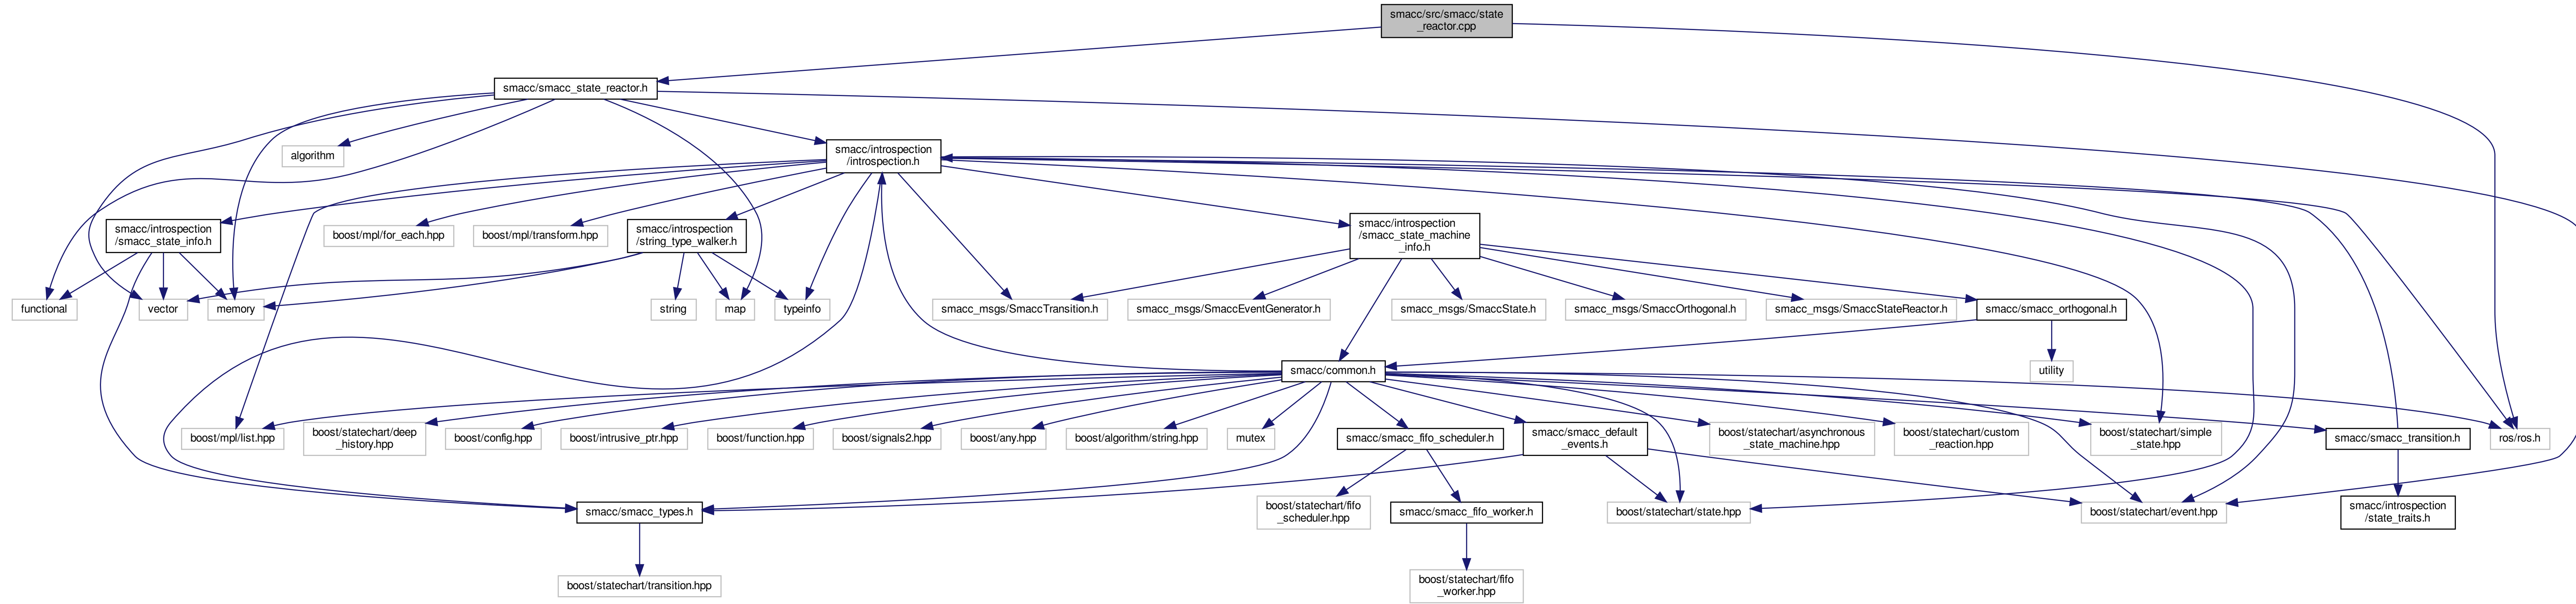 smacc/src/smacc/state
_reactor.cpp
smacc/smacc_state_reactor.h
algorithm
smacc/introspection
/introspection.h
smacc/introspection
/smacc_state_info.h
boost/mpl/for_each.hpp
boost/mpl/transform.hpp
smacc/introspection
/string_type_walker.h
smacc/introspection
/smacc_state_machine
_info.h
functional
vector
memory
string
map
typeinfo
smacc_msgs/SmaccTransition.h
smacc_msgs/SmaccEventGenerator.h
smacc_msgs/SmaccState.h
smacc_msgs/SmaccOrthogonal.h
smacc_msgs/SmaccStateReactor.h
smacc/smacc_orthogonal.h
smacc/common.h
utility
boost/mpl/list.hpp
boost/statechart/deep
_history.hpp
boost/config.hpp
boost/intrusive_ptr.hpp
boost/function.hpp
boost/signals2.hpp
boost/any.hpp
boost/algorithm/string.hpp
mutex
smacc/smacc_fifo_scheduler.h
smacc/smacc_default
_events.h
boost/statechart/asynchronous
_state_machine.hpp
boost/statechart/custom
_reaction.hpp
boost/statechart/simple
_state.hpp
smacc/smacc_transition.h
ros/ros.h
smacc/smacc_types.h
boost/statechart/fifo
_scheduler.hpp
smacc/smacc_fifo_worker.h
boost/statechart/state.hpp
boost/statechart/event.hpp
smacc/introspection
/state_traits.h
boost/statechart/transition.hpp
boost/statechart/fifo
_worker.hpp